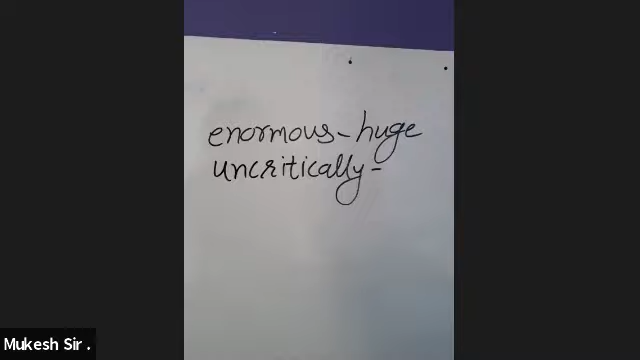 enormous - huge
uncritically -
Mukesh Sir .